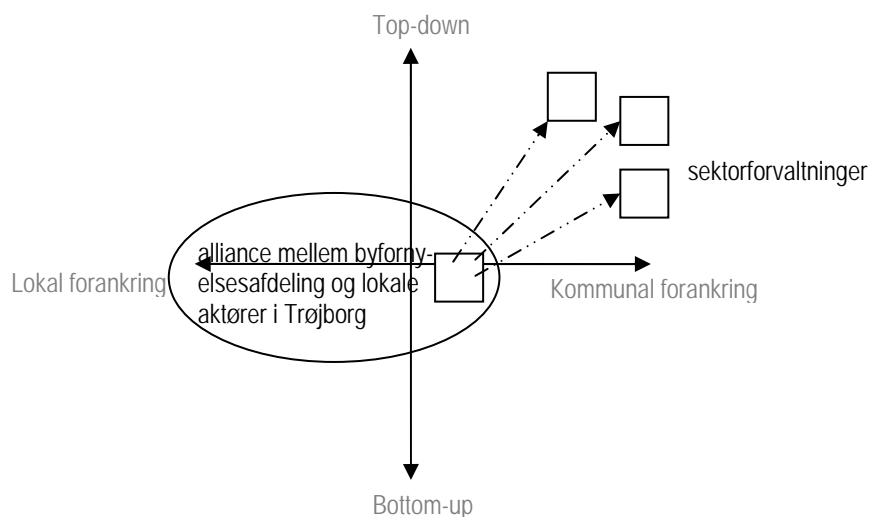 Top-down
sektorforvaltninger
alliance mellem byforny-
elsesafdeling og lokale
aktører i Trøjborg
Lokal forankring
Kommunal forankring
Bottom-up